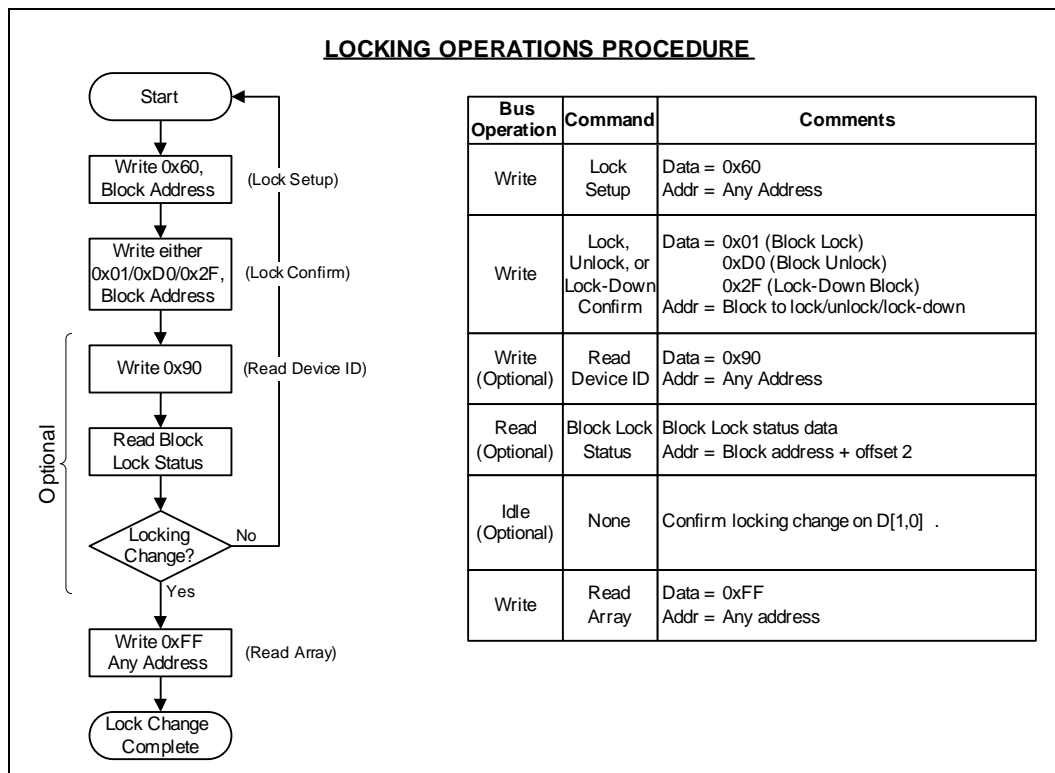 LOCKING OPERATIONS PROCEDURE
Start
Write 0x60,
Block Address
(Lock Setup)
Write either
0x01/0xD0/0x2F,
Block Address
(Lock Confirm)
Optional
Write 0x90
(Read Device ID)
Read Block
Lock Status
Locking
Change?
No
Yes
Write 0xFF
Any Address
(Read Array)
Lock Change
Complete
Bus
Operation
Command
Comments
Write
Lock
Setup
Data = 0x60
Addr = Any Address
Write
Lock,
Unlock, or
Lock-Down
Confirm
Data = 0x01 (Block Lock)
0xD0 (Block Unlock)
0x2F (Lock-Down Block)
Addr = Block to lock/unlock/lock-down
Write
(Optional)
Read
Device ID
Data = 0x90
Addr = Any Address
Read
(Optional)
Block Lock
Status
Block Lock status data
Addr = Block address + offset 2
Idle
(Optional)
None
Confirm locking change on D[1,0] .
Write
Read
Array
Data = 0xFF
Addr = Any address